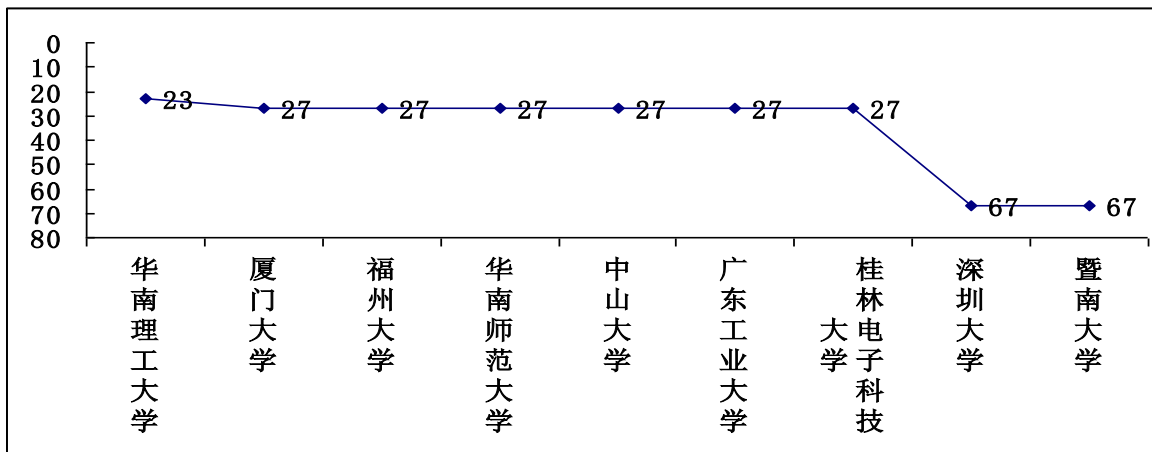 0
10
20
30
40
50
60
70
80
23
27
27
27
27
27
27
67
67
华南理工大学
厦门大学
福州大学
华南师范大学
中山大学
广东工业大学
桂林电子科技
大学
深圳大学
暨南大学